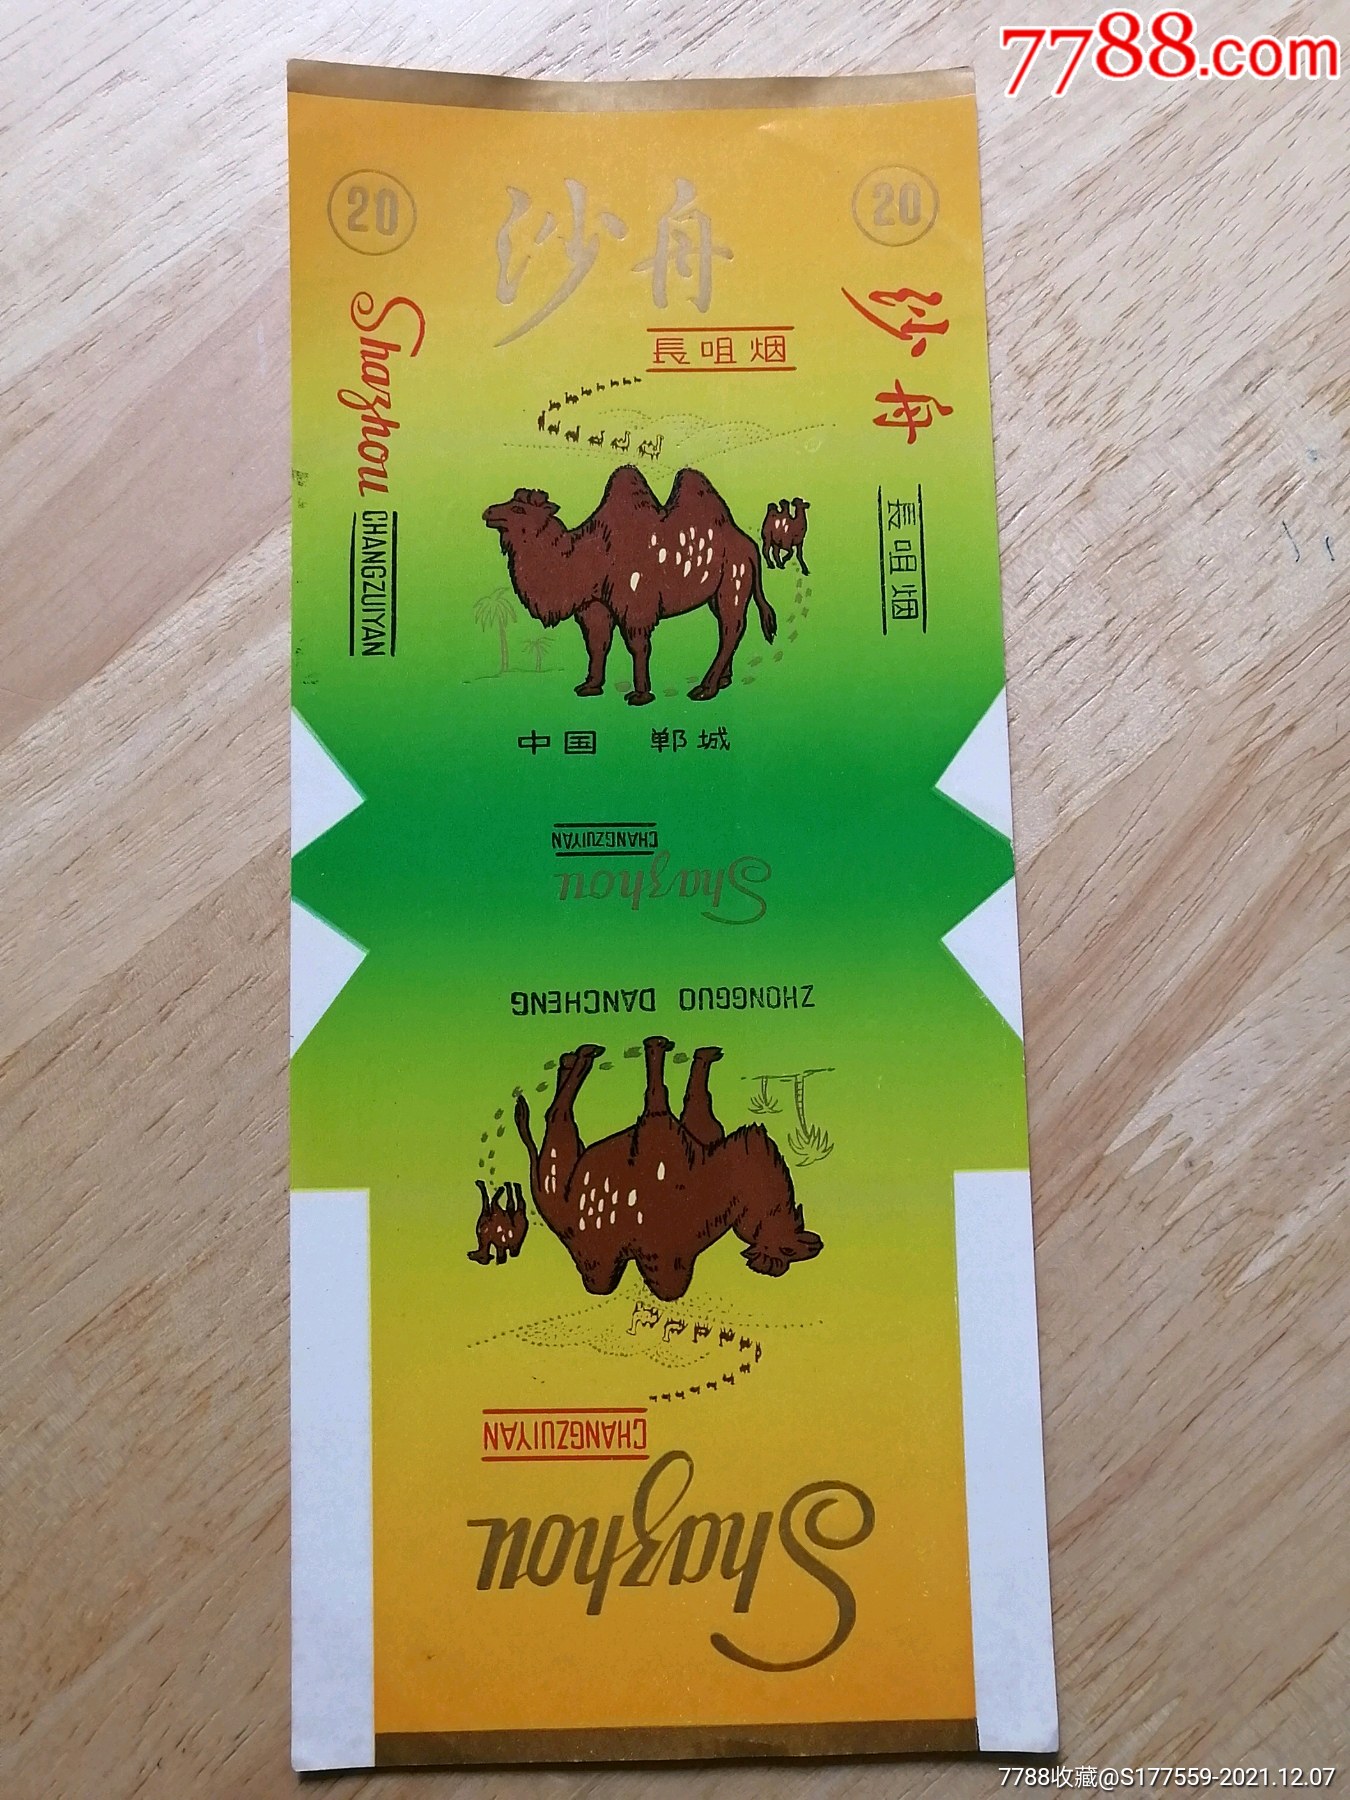 7788.com
20
20
沙舟
長咀烟
Shazhou
CHANGZUIYAN
沙舟
長咀烟
中国 郸城
CHANGZUIYAN
Shazhou
ZHONGGUO DANCHENG
CHANGZUIYAN
Shazhou
7788收藏@S177559-2021.12.07